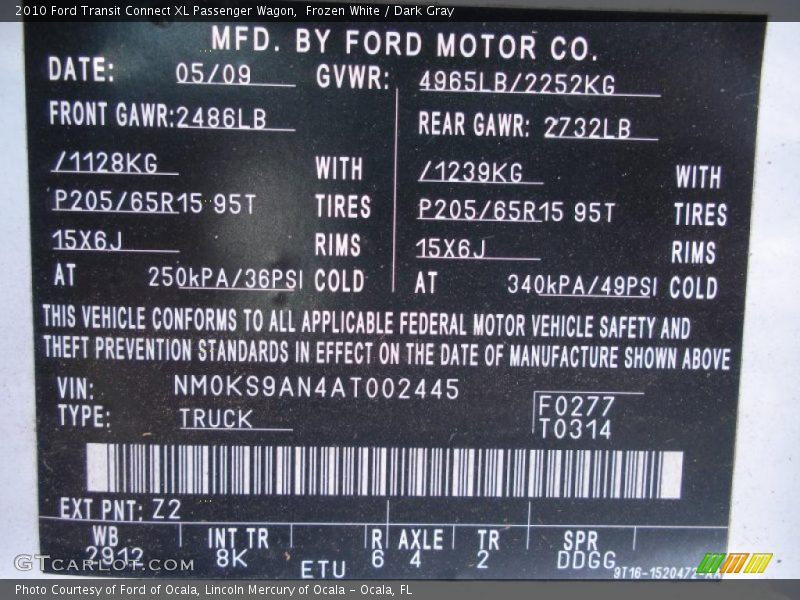 2010 Ford Transit Connect XL Passenger Wagon,  Frozen White / Dark Gray
MFD. BY FORD MOTOR CO.
DATE: 05/09 GVWR: 4965LB/2252KG
FRONT GAWR: 2486LB REAR GAWR: 2732LB
/1128KG WITH /1239KG WITH
P205/65R15 95T TIRES P205/65R15 95T TIRES
15X6J RIMS 15X6J RIMS
AT 250kPA/36PSI COLD AT 340kPA/49PSI COLD
THIS VEHICLE CONFORMS TO ALL APPLICABLE FEDERAL MOTOR VEHICLE SAFETY AND
THEFT PREVENTION STANDARDS IN EFFECT ON THE DATE OF MANUFACTURE SHOWN ABOVE
VIN: NM0KS9AN4AT002445
F0277
TYPE: TRUCK
T0314
EXT PNT: Z2
WB INT TR R AXLE TR SPR
2912 8K ETU 6 4 2 DDGG
9T16-1520472-AA
GTCARLOT.COM
Photo Courtesy of Ford of Ocala, Lincoln Mercury of Ocala - Ocala, FL